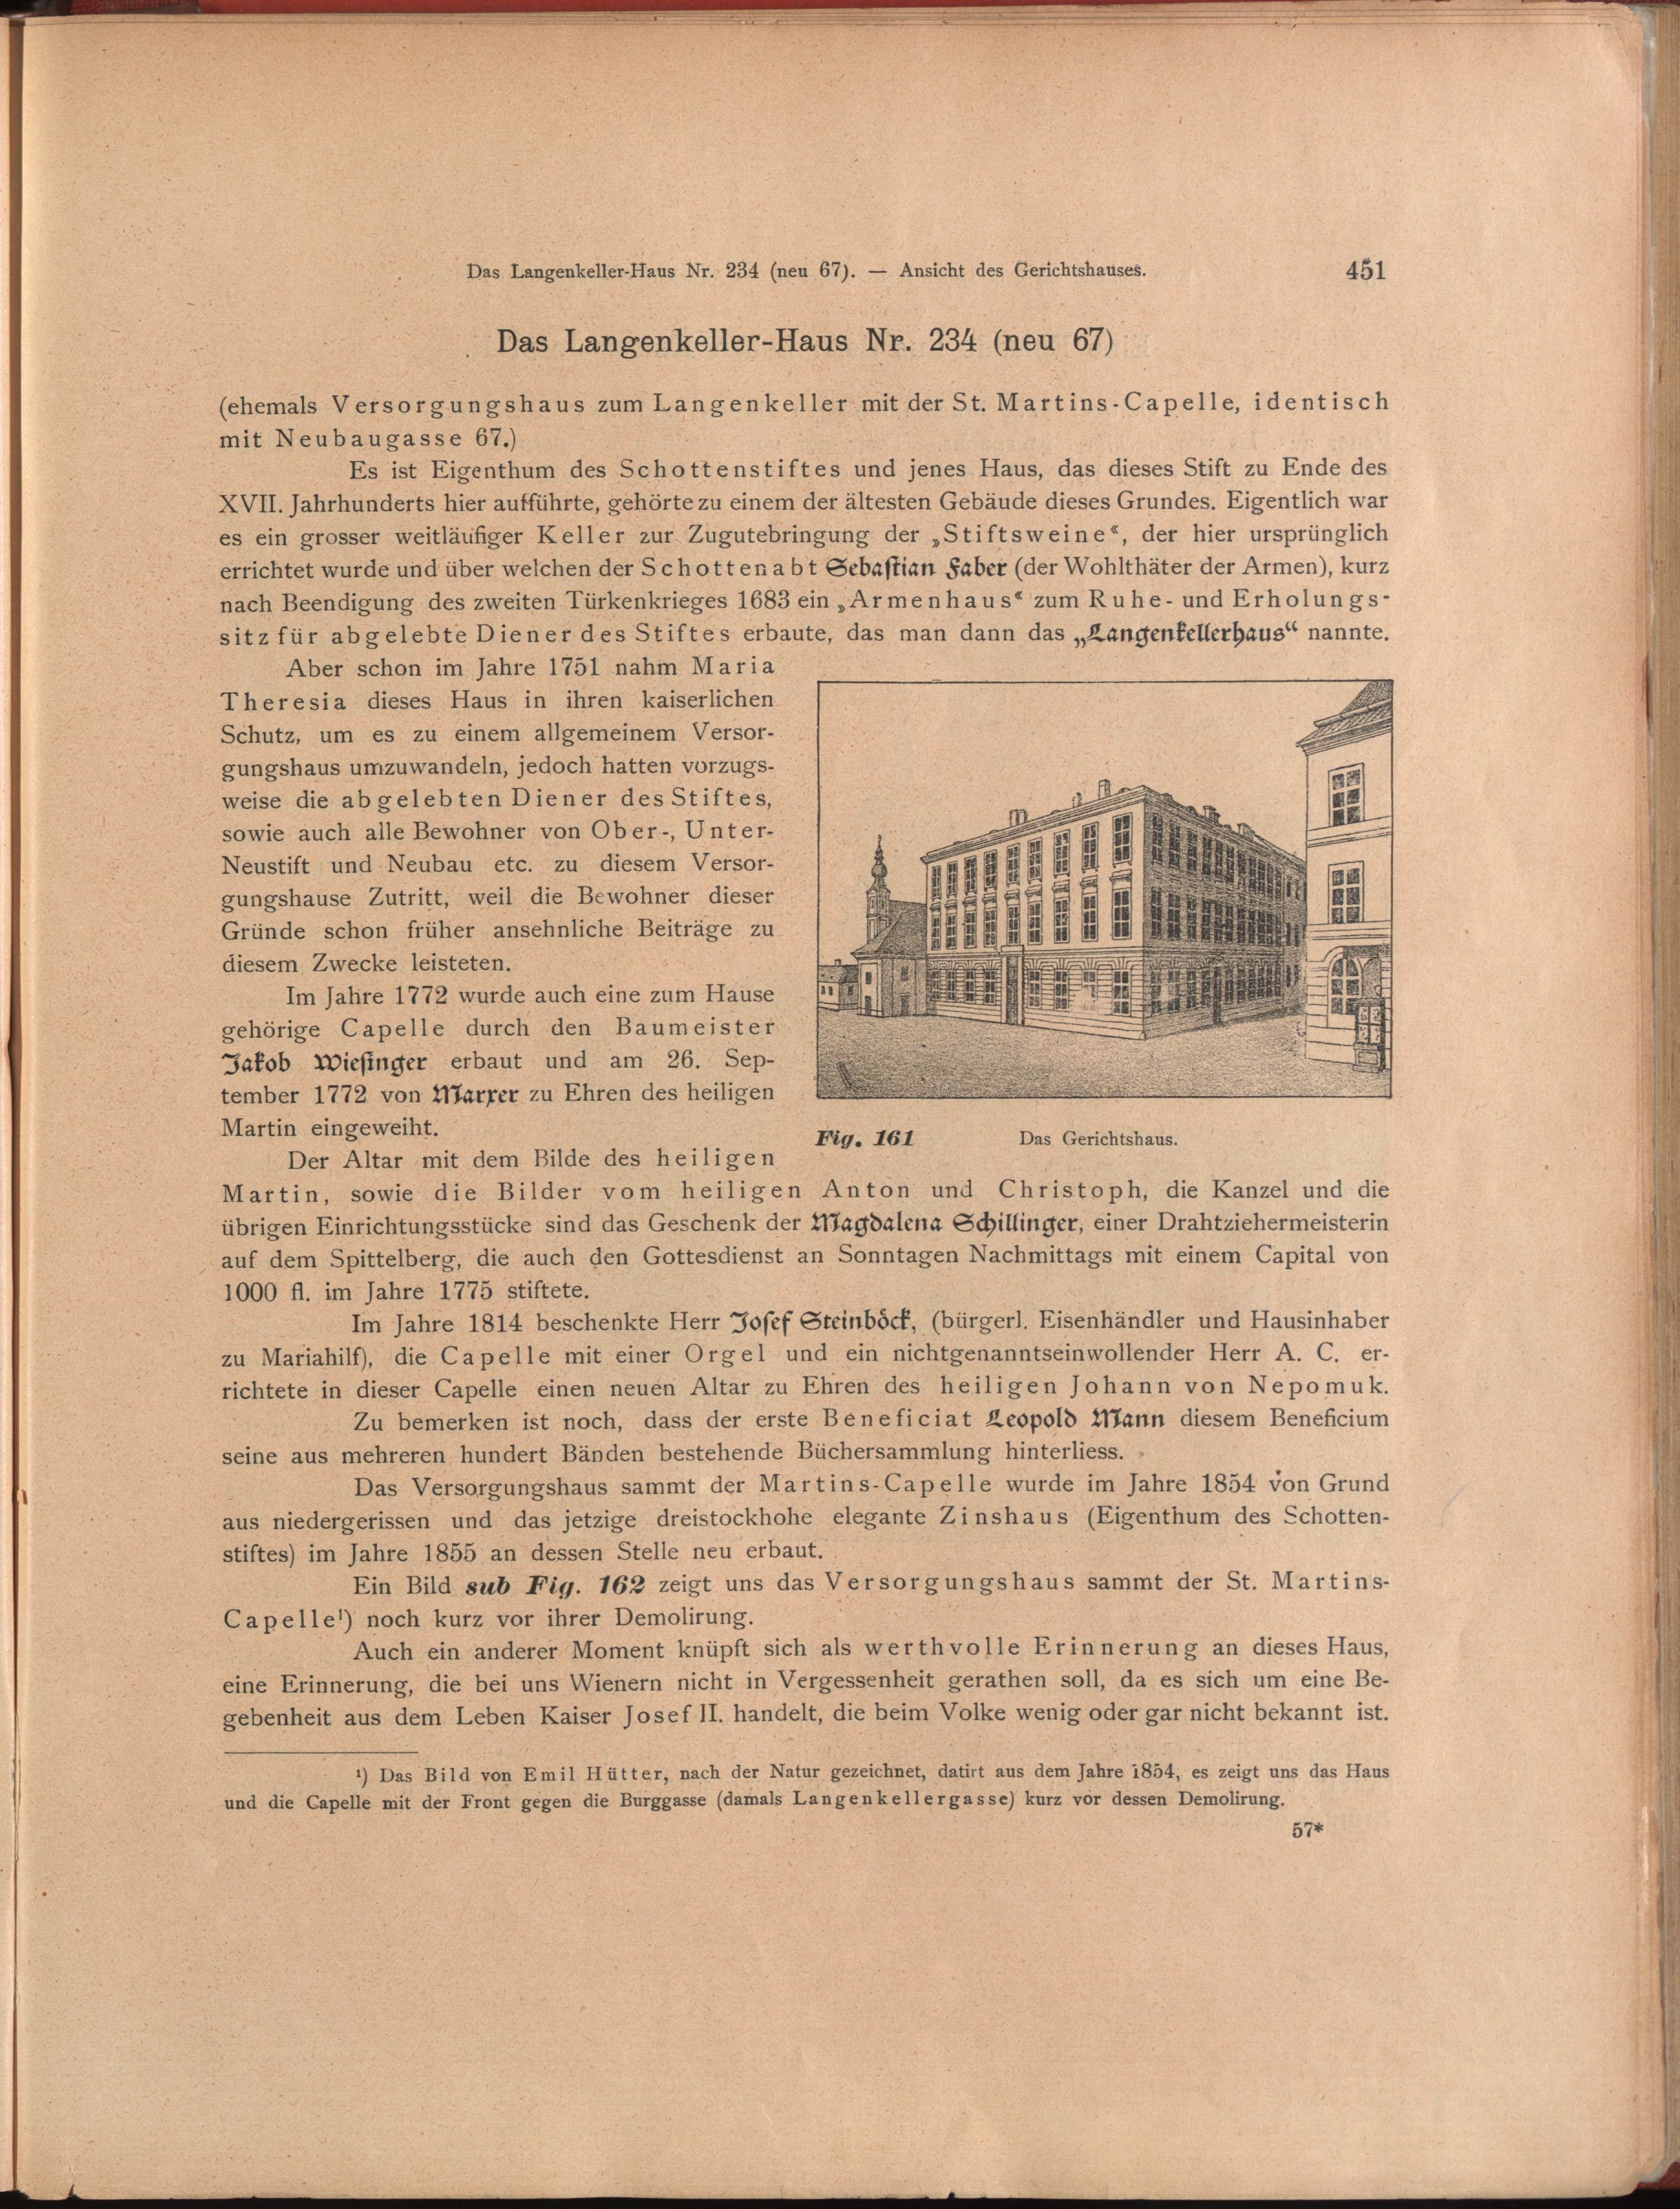 Das Langenkeller-Haus Nr. 234 (neu 67). — Ansicht des Gerichtshauses. 451
Das Langenkeller-Haus Nr. 234 (neu 67)
(ehemals Versorgungshaus zum Langenkeller mit der St. Martins-Capelle, identisch
mit Neubaugasse 67.)
Es ist Eigenthum des Schottenstiftes und jenes Haus, das dieses Stift zu Ende des
XVII. Jahrhunderts hier aufführte, gehörte zu einem der ältesten Gebäude dieses Grundes. Eigentlich war
es ein grosser weitläufiger Keller zur Zugutebringung der „Stiftsweine“, der hier ursprünglich
errichtet wurde und über welchen der Schottenabt Sebastian Faber (der Wohlthäter der Armen), kurz
nach Beendigung des zweiten Türkenkrieges 1683 ein „Armenhaus“ zum Ruhe- und Erholungs-
sitz für abgelebte Diener des Stiftes erbaute, das man dann das „Langenkellerhaus“ nannte.
Aber schon im Jahre 1751 nahm Maria
Theresia dieses Haus in ihren kaiserlichen
Schutz, um es zu einem allgemeinem Versor-
gungshaus umzuwandeln, jedoch hatten vorzugs-
weise die abgelebten Diener des Stiftes,
sowie auch alle Bewohner von Ober-, Unter-
Neustift und Neubau etc. zu diesem Versor-
gungshause Zutritt, weil die Bewohner dieser
Gründe schon früher ansehnliche Beiträge zu
diesem Zwecke leisteten.
Im Jahre 1772 wurde auch eine zum Hause
gehörige Capelle durch den Baumeister
Jakob Wiesinger erbaut und am 26. Sep-
tember 1772 von Marxer zu Ehren des heiligen
Martin eingeweiht.
Fig. 161 Das Gerichtshaus.
Der Altar mit dem Bilde des heiligen
Martin, sowie die Bilder vom heiligen Anton und Christoph, die Kanzel und die
übrigen Einrichtungsstücke sind das Geschenk der Magdalena Schillinger, einer Drahtziehermeisterin
auf dem Spittelberg, die auch den Gottesdienst an Sonntagen Nachmittags mit einem Capital von
1000 fl. im Jahre 1775 stiftete.
Im Jahre 1814 beschenkte Herr Josef Steinböck, (bürgerl. Eisenhändler und Hausinhaber
zu Mariahilf), die Capelle mit einer Orgel und ein nichtgenanntseinwollender Herr A. C. er-
richtete in dieser Capelle einen neuen Altar zu Ehren des heiligen Johann von Nepomuk.
Zu bemerken ist noch, dass der erste Beneficiat Leopold Mann diesem Beneficium
seine aus mehreren hundert Bänden bestehende Büchersammlung hinterliess.
Das Versorgungshaus sammt der Martins-Capelle wurde im Jahre 1854 von Grund
aus niedergerissen und das jetzige dreistockhohe elegante Zinshaus (Eigenthum des Schotten-
stiftes) im Jahre 1855 an dessen Stelle neu erbaut.
Ein Bild sub Fig. 162 zeigt uns das Versorgungshaus sammt der St. Martins-
Capelle¹) noch kurz vor ihrer Demolirung.
Auch ein anderer Moment knüpft sich als werthvolle Erinnerung an dieses Haus,
eine Erinnerung, die bei uns Wienern nicht in Vergessenheit gerathen soll, da es sich um eine Be-
gebenheit aus dem Leben Kaiser Josef II. handelt, die beim Volke wenig oder gar nicht bekannt ist.
¹) Das Bild von Emil Hütter, nach der Natur gezeichnet, datirt aus dem Jahre 1854, es zeigt uns das Haus
und die Capelle mit der Front gegen die Burggasse (damals Langenkellergasse) kurz vor dessen Demolirung.
57*